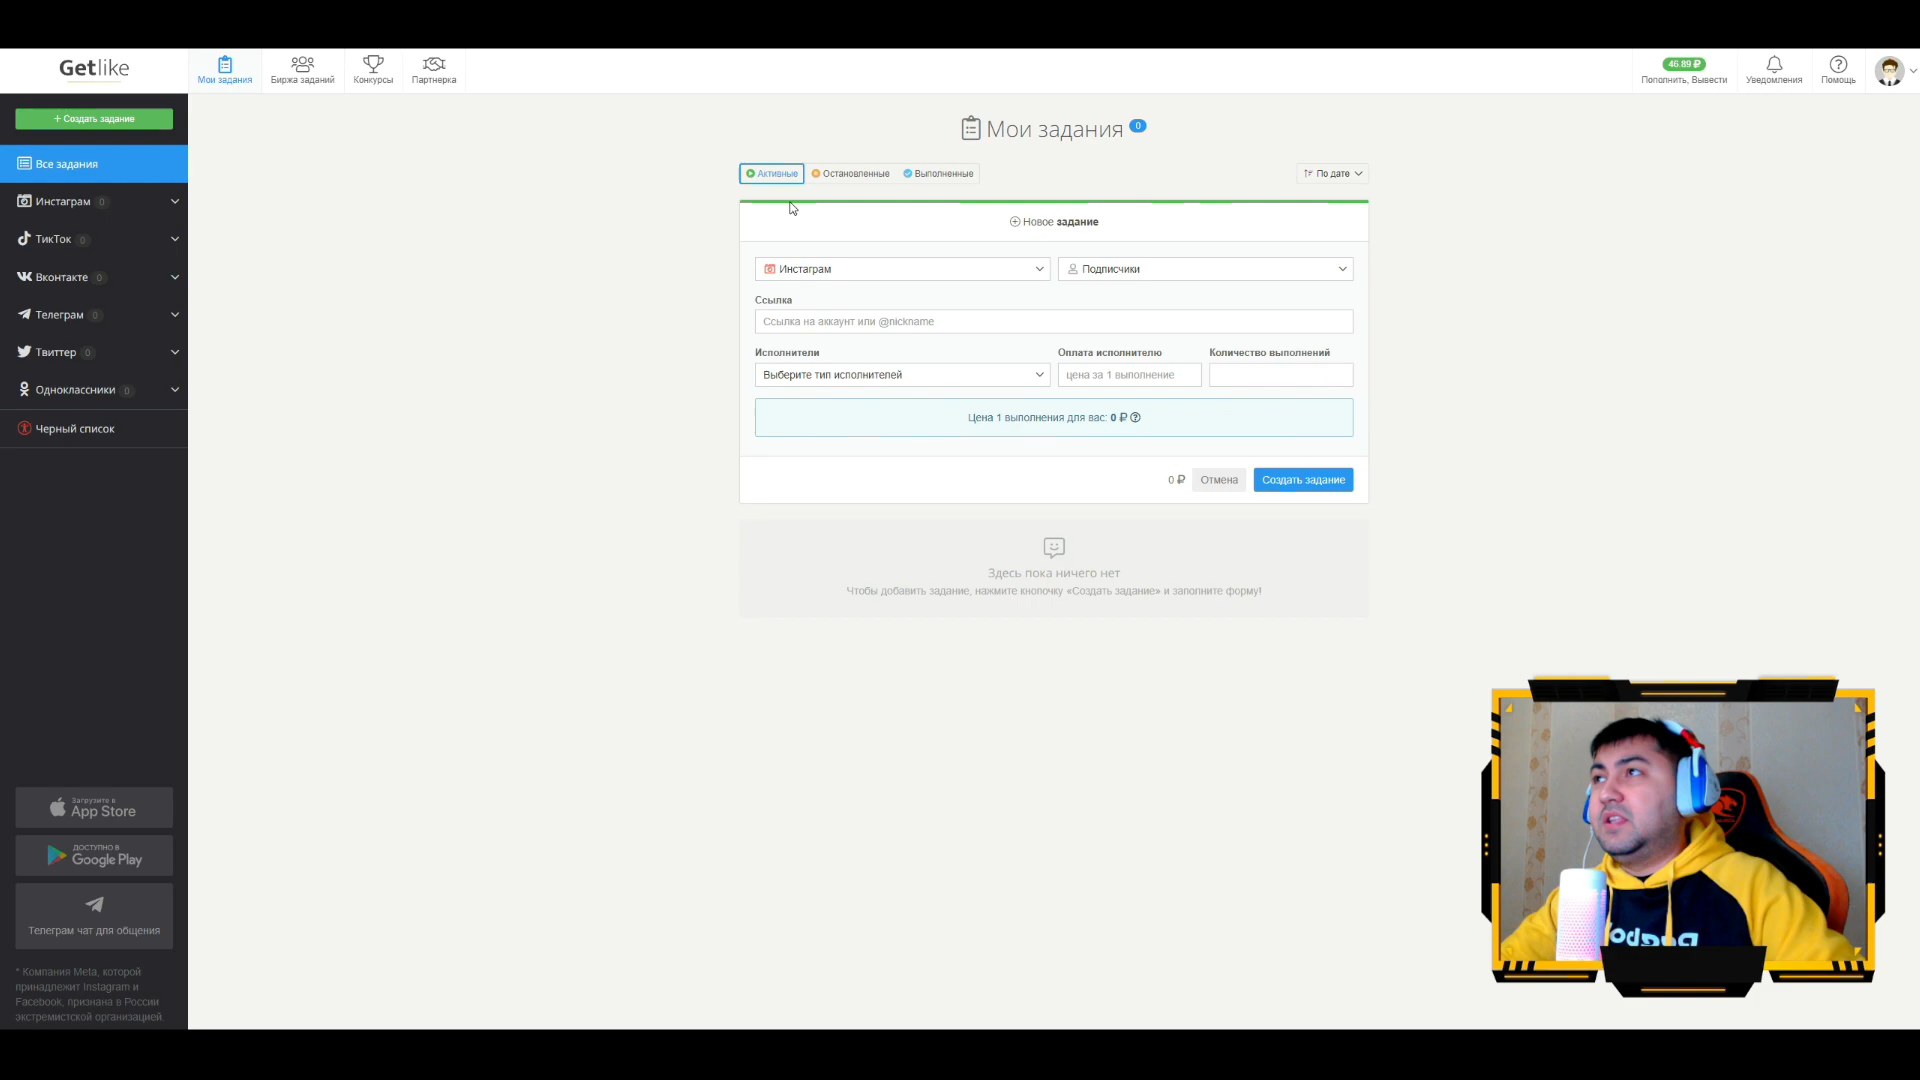 Getlike
Мои задания
Биржа заданий
Конкурсы
Партнерка
46.89 ₽
Пополнить, Вывести
Уведомления
Помощь
+ Создать задание
Все задания
Инстаграм 0
ТикТок 0
Вконтакте 0
Телеграм 0
Твиттер 0
Одноклассники 0
Черный список
Загрузите в
App Store
ДОСТУПНО В
Google Play
Телеграм чат для общения
* Компания Meta, которой
принадлежит Instagram и
Facebook, признана в России
экстремистской организацией.
Мои задания 0
Активные
Остановленные
Выполненные
По дате
Новое задание
Инстаграм
Подписчики
Ссылка
Ссылка на аккаунт или @nickname
Исполнители
Оплата исполнителю
Количество выполнений
Выберите тип исполнителей
цена за 1 выполнение
Цена 1 выполнения для вас: 0 ₽
0 ₽
Отмена
Создать задание
Здесь пока ничего нет
Чтобы добавить задание, нажмите кнопочку «Создать задание» и заполните форму!